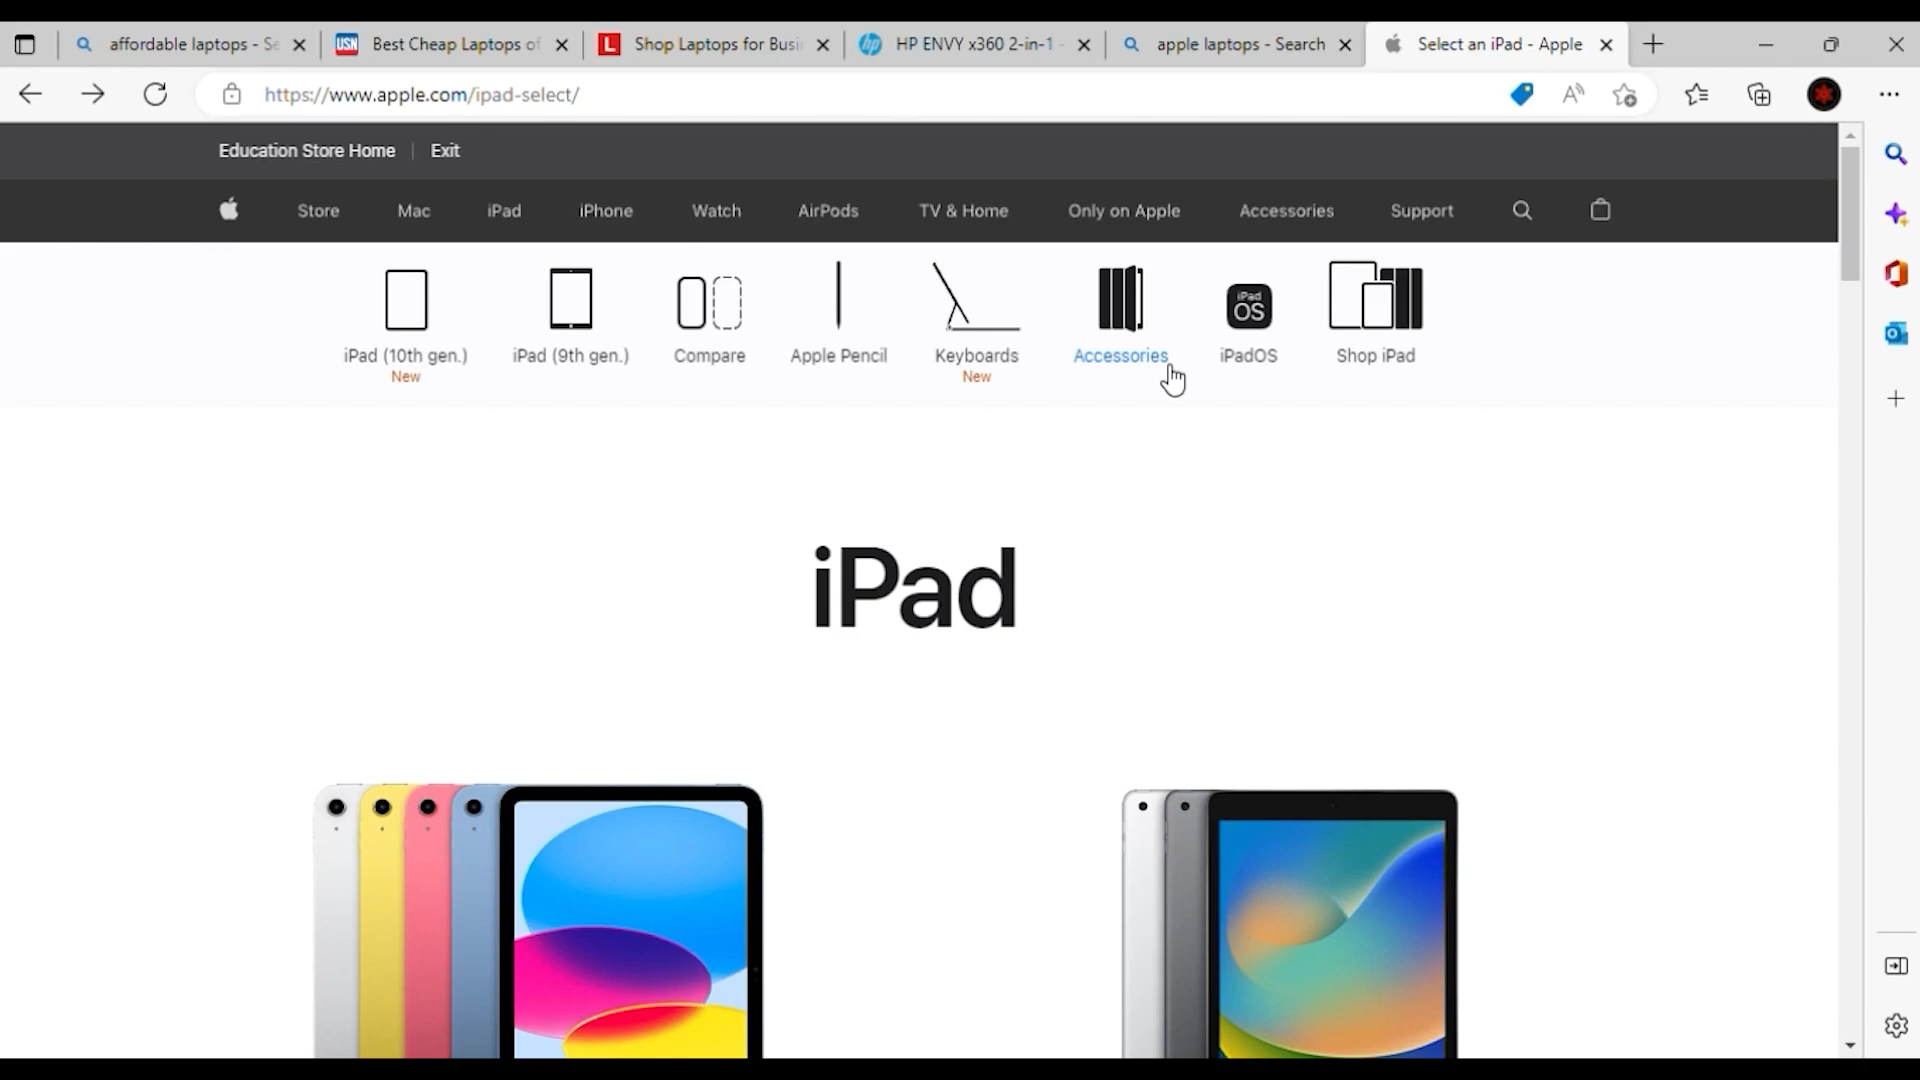 affordable laptops - Se
Best Cheap Laptops of
Shop Laptops for Busi
HP ENVY x360 2-in-1 -
apple laptops - Search
Select an iPad - Apple
https://www.apple.com/ipad-select/
Education Store Home | Exit
Store Mac iPad iPhone Watch AirPods TV & Home Only on Apple Accessories Support
iPad OS
iPad (10th gen.) iPad (9th gen.) Compare Apple Pencil Keyboards Accessories iPadOS Shop iPad
New New
iPad